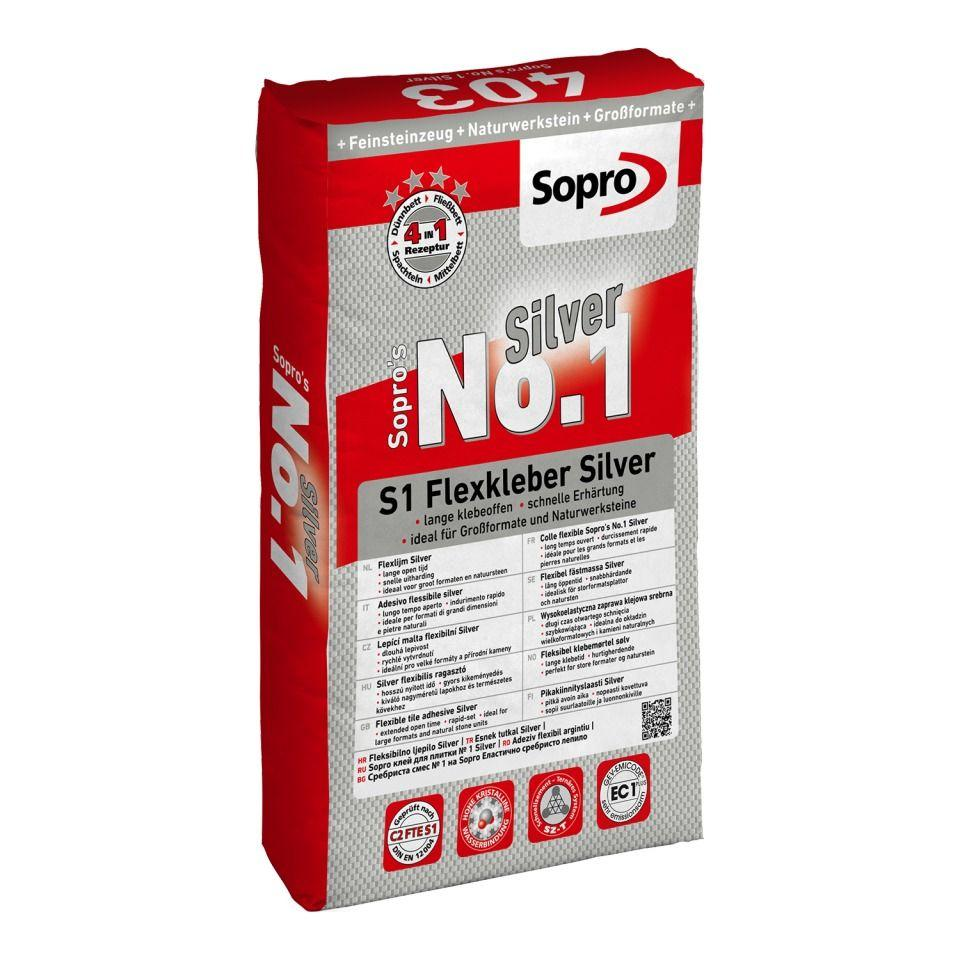 403
Sopro's No.1 Silver
+ Feinsteinzeug + Naturwerkstein + Großformate +
Sopro
Dünnbett Fließbett
4 IN 1
Rezeptur
Spachteln Mittelbett
Sopro's
Silver
No.1
S1 Flexkleber Silver
• lange klebeoffen • schnelle Erhärtung
• ideal für Großformate und Naturwerksteine
NL Flexlijm Silver
• lange open tijd
• snelle uitharding
• ideaal voor groot formaten en natuursteen
IT Adesivo flessibile silver
• lungo tempo aperto • indurimento rapido
• ideale per formati di grandi dimensioni
e pietre naturali
CZ Lepící malta flexibilní Silver
• dlouhá lepivost
• rychlé vytvrdnutí
• ideální pro velké formáty a přírodní kameny
HU Silver flexibilis ragasztó
• hosszú nyitott idő • gyors kikeményedés
• kiváló nagyméretű lapokhoz és természetes
kövekhez
GB Flexible tile adhesive Silver
• extended open time • rapid-set • ideal for
large formats and natural stone units
FR Colle flexible Sopro's No.1 Silver
• long temps ouvert • durcissement rapide
• idéale pour les grands formats et les
pierres naturelles
SE Flexibel fästmassa Silver
• lång öppentid • snabbhärdande
• idealisk för storformatsplattor
och natursten
PL Wysokoelastyczna zaprawa klejowa srebrna
• długi czas otwartego schnięcia
• szybkowiążąca • idealna do okładzin
wielkoformatowych i kamieni naturalnych
NO Fleksibel klebemørtel sølv
• lange klebetid • hurtigherdende
• perfekt for store formater og naturstein
FI Pikakiinnityslaasti Silver
• pitkä avoin aika • nopeasti kovettuva
• sopii suurlaatoille ja luonnonkiville
HR Fleksibilno ljepilo Silver | TR Esnek tutkal Silver |
RU Sopro клей для плитки № 1 Silver | RO Adeziv flexibil argintiu |
BG Сребриста смес № 1 на Sopro Еластично сребристо лепило
Geprüft nach
C2 FTE S1
DIN EN 12004
HOHE KRISTALLINE
WASSERBINDUNG
Schnellzement – Ternäres System
SZ-T
GEV-EMICODE
EC 1 PLUS
sehr emissionsarm
Sopro's
No.1
Silver